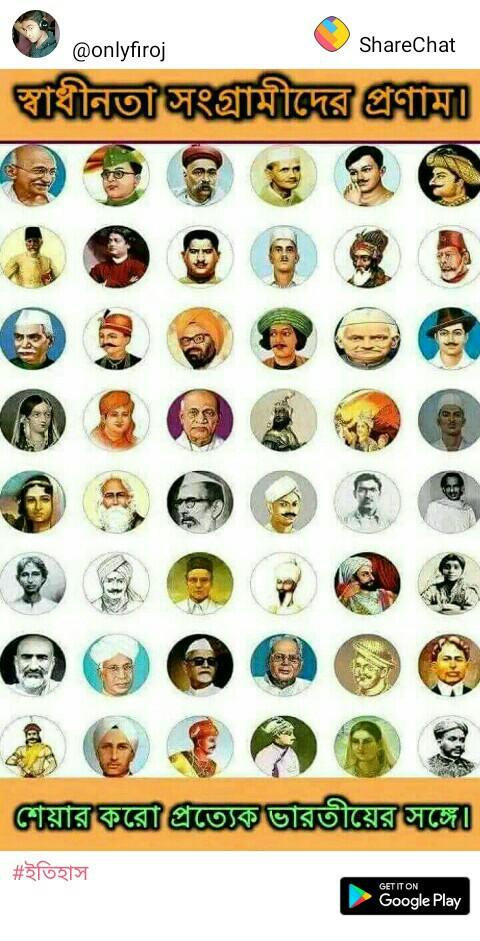 @onlyfiroj
ShareChat
স্বাধীনতা সংগ্রামীদের প্রণাম।
শেয়ার করো প্রত্যেক ভারতীয়ের সঙ্গে।
#ইতিহাস
GET IT ON
Google Play